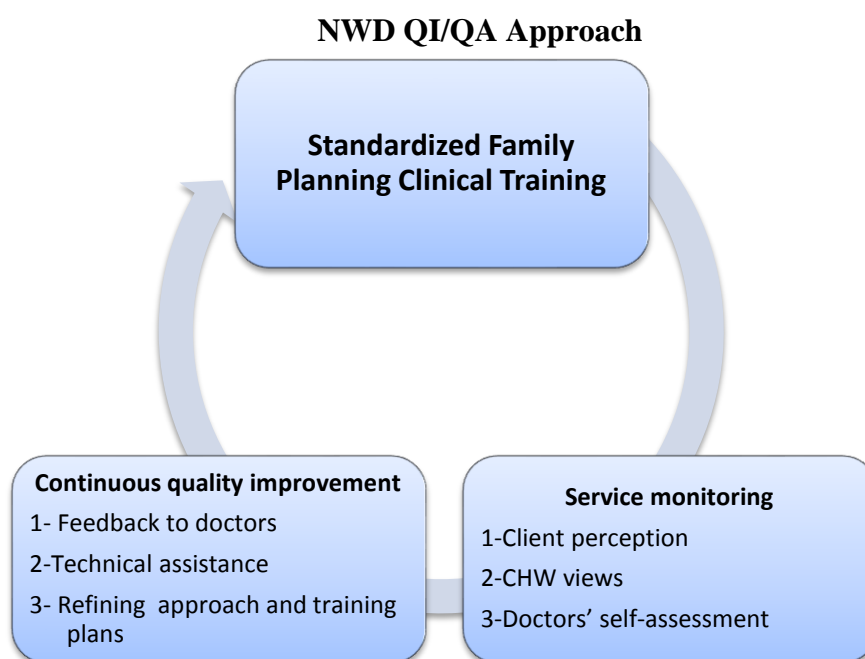 NWD QI/QA Approach
Standardized Family
Planning Clinical Training
Continuous quality improvement
1- Feedback to doctors
2-Technical assistance
3- Refining approach and training
plans
Service monitoring
1-Client perception
2-CHW views
3-Doctors’ self-assessment